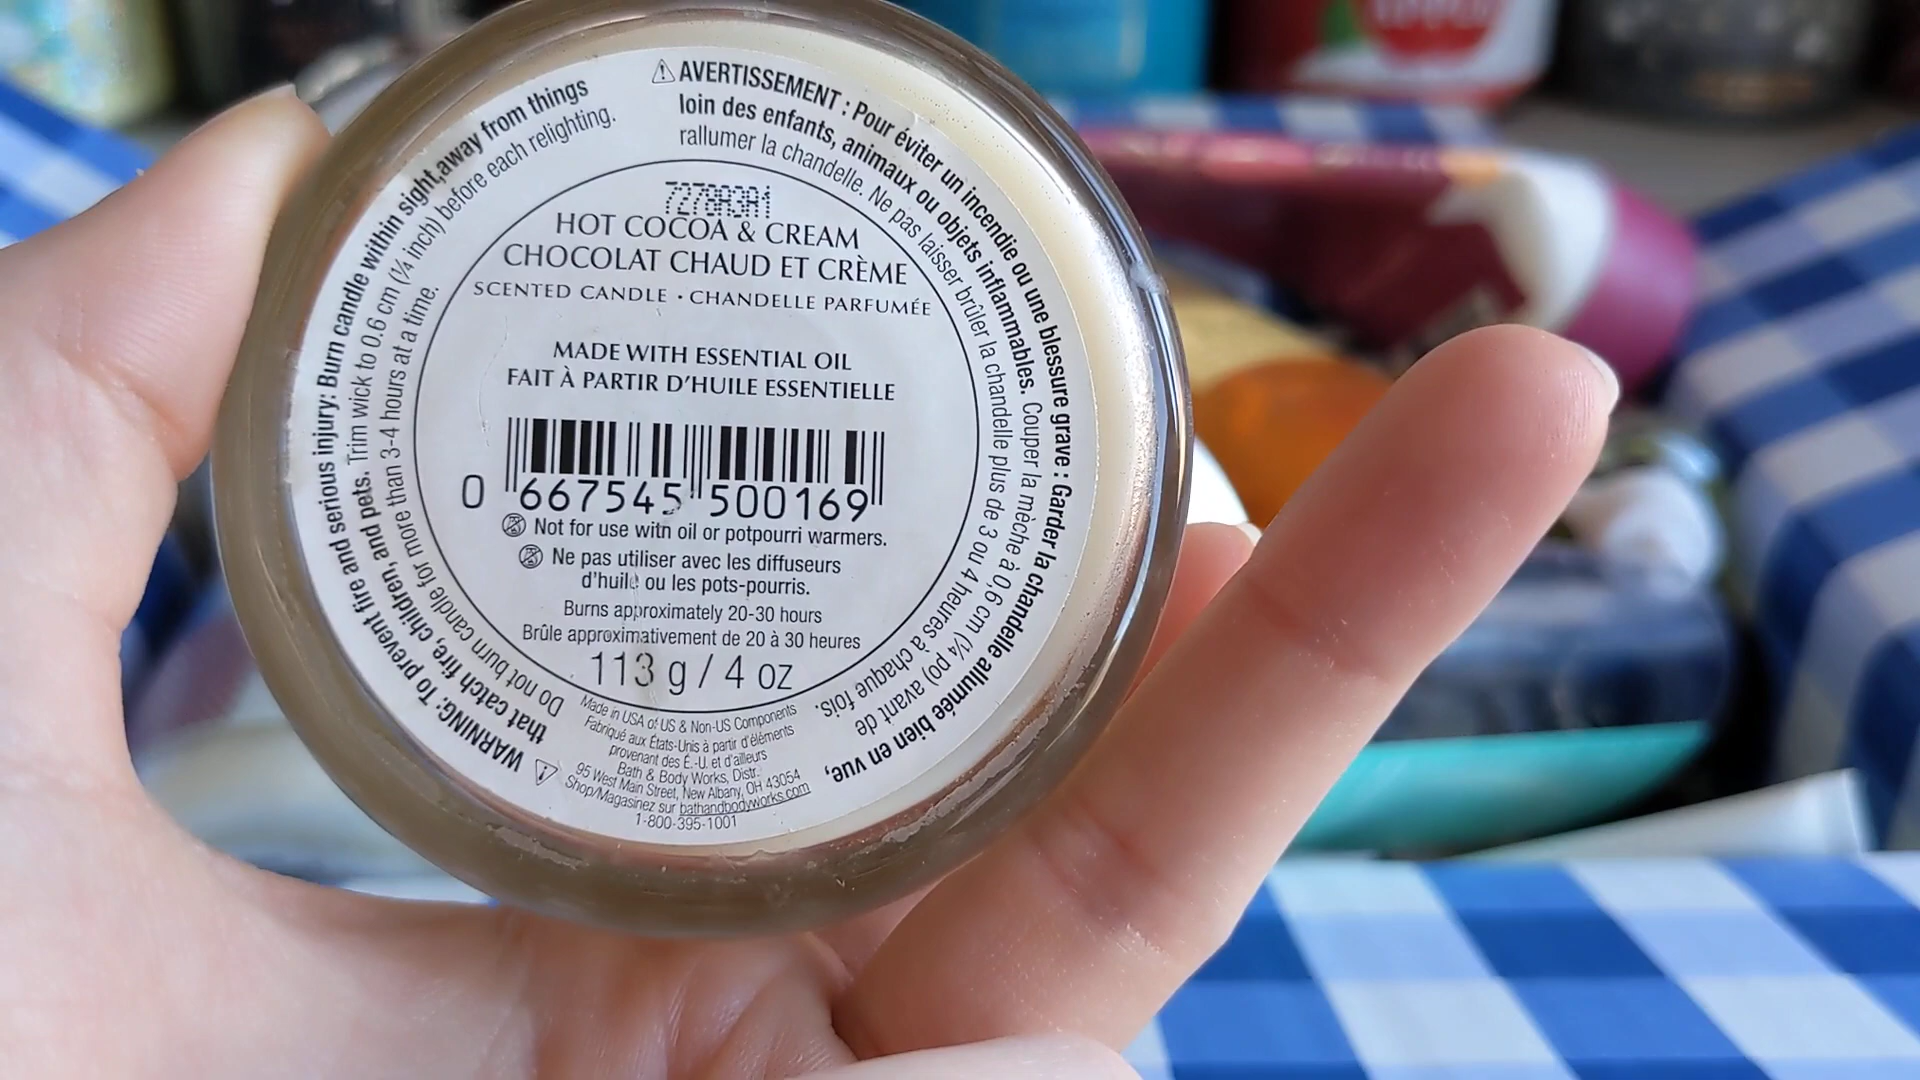 ⚠ WARNING: To prevent fire and serious injury: Burn candle within sight, away from things
that catch fire, children, and pets. Trim wick to 0.6 cm (¼ inch) before each relighting.
Do not burn candle for more than 3-4 hours at a time.
⚠ AVERTISSEMENT : Pour éviter un incendie ou une blessure grave : Garder la chandelle allumée bien en vue,
loin des enfants, animaux ou objets inflammables. Couper la mèche à 0,6 cm (¼ po) avant de
rallumer la chandelle. Ne pas laisser brûler la chandelle plus de 3 ou 4 heures à chaque fois.
HOT COCOA & CREAM
CHOCOLAT CHAUD ET CRÈME
SCENTED CANDLE • CHANDELLE PARFUMÉE
MADE WITH ESSENTIAL OIL
FAIT À PARTIR D'HUILE ESSENTIELLE
0 667545 500169
Not for use with oil or potpourri warmers.
Ne pas utiliser avec les diffuseurs
d'huile ou les pots-pourris.
Burns approximately 20-30 hours
Brûle approximativement de 20 à 30 heures
113 g / 4 oz
Made in USA of US & Non-US Components
Fabriqué aux États-Unis à partir d'éléments
provenant des É.-U. et d'ailleurs
Bath & Body Works, Distr.
95 West Main Street, New Albany, OH 43054
Shop/Magasinez sur bathandbodyworks.com
1-800-395-1001